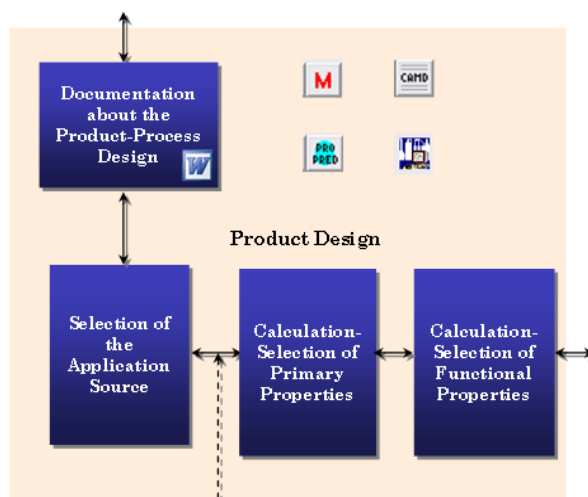 Documentation
about the
Product-Process
Design
W
M
CAMD
PRO
PRED
Product Design
Selection of
the
Application
Source
Calculation-
Selection of
Primary
Properties
Calculation-
Selection of
Functional
Properties